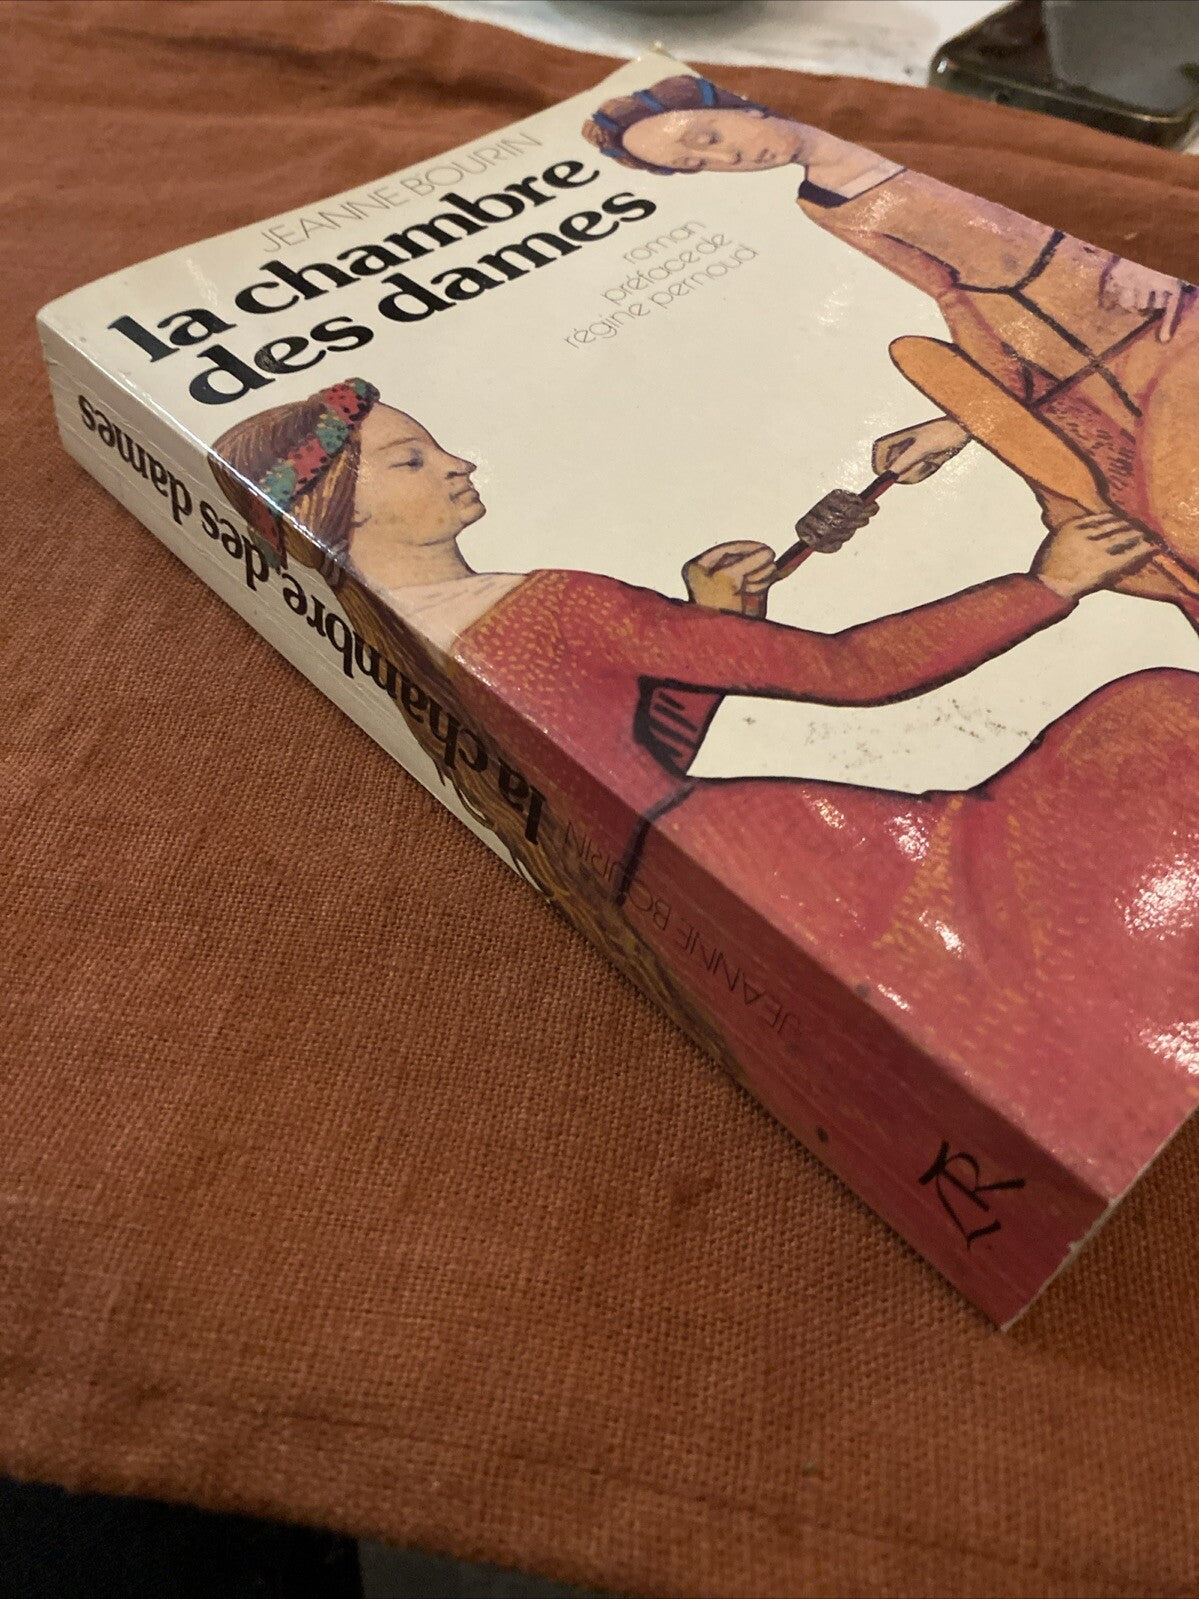 JEANNE BOURIN
la chambre
des dames
roman
préface de
régine pernoud
JEANNE BOURIN
la chambre des dames